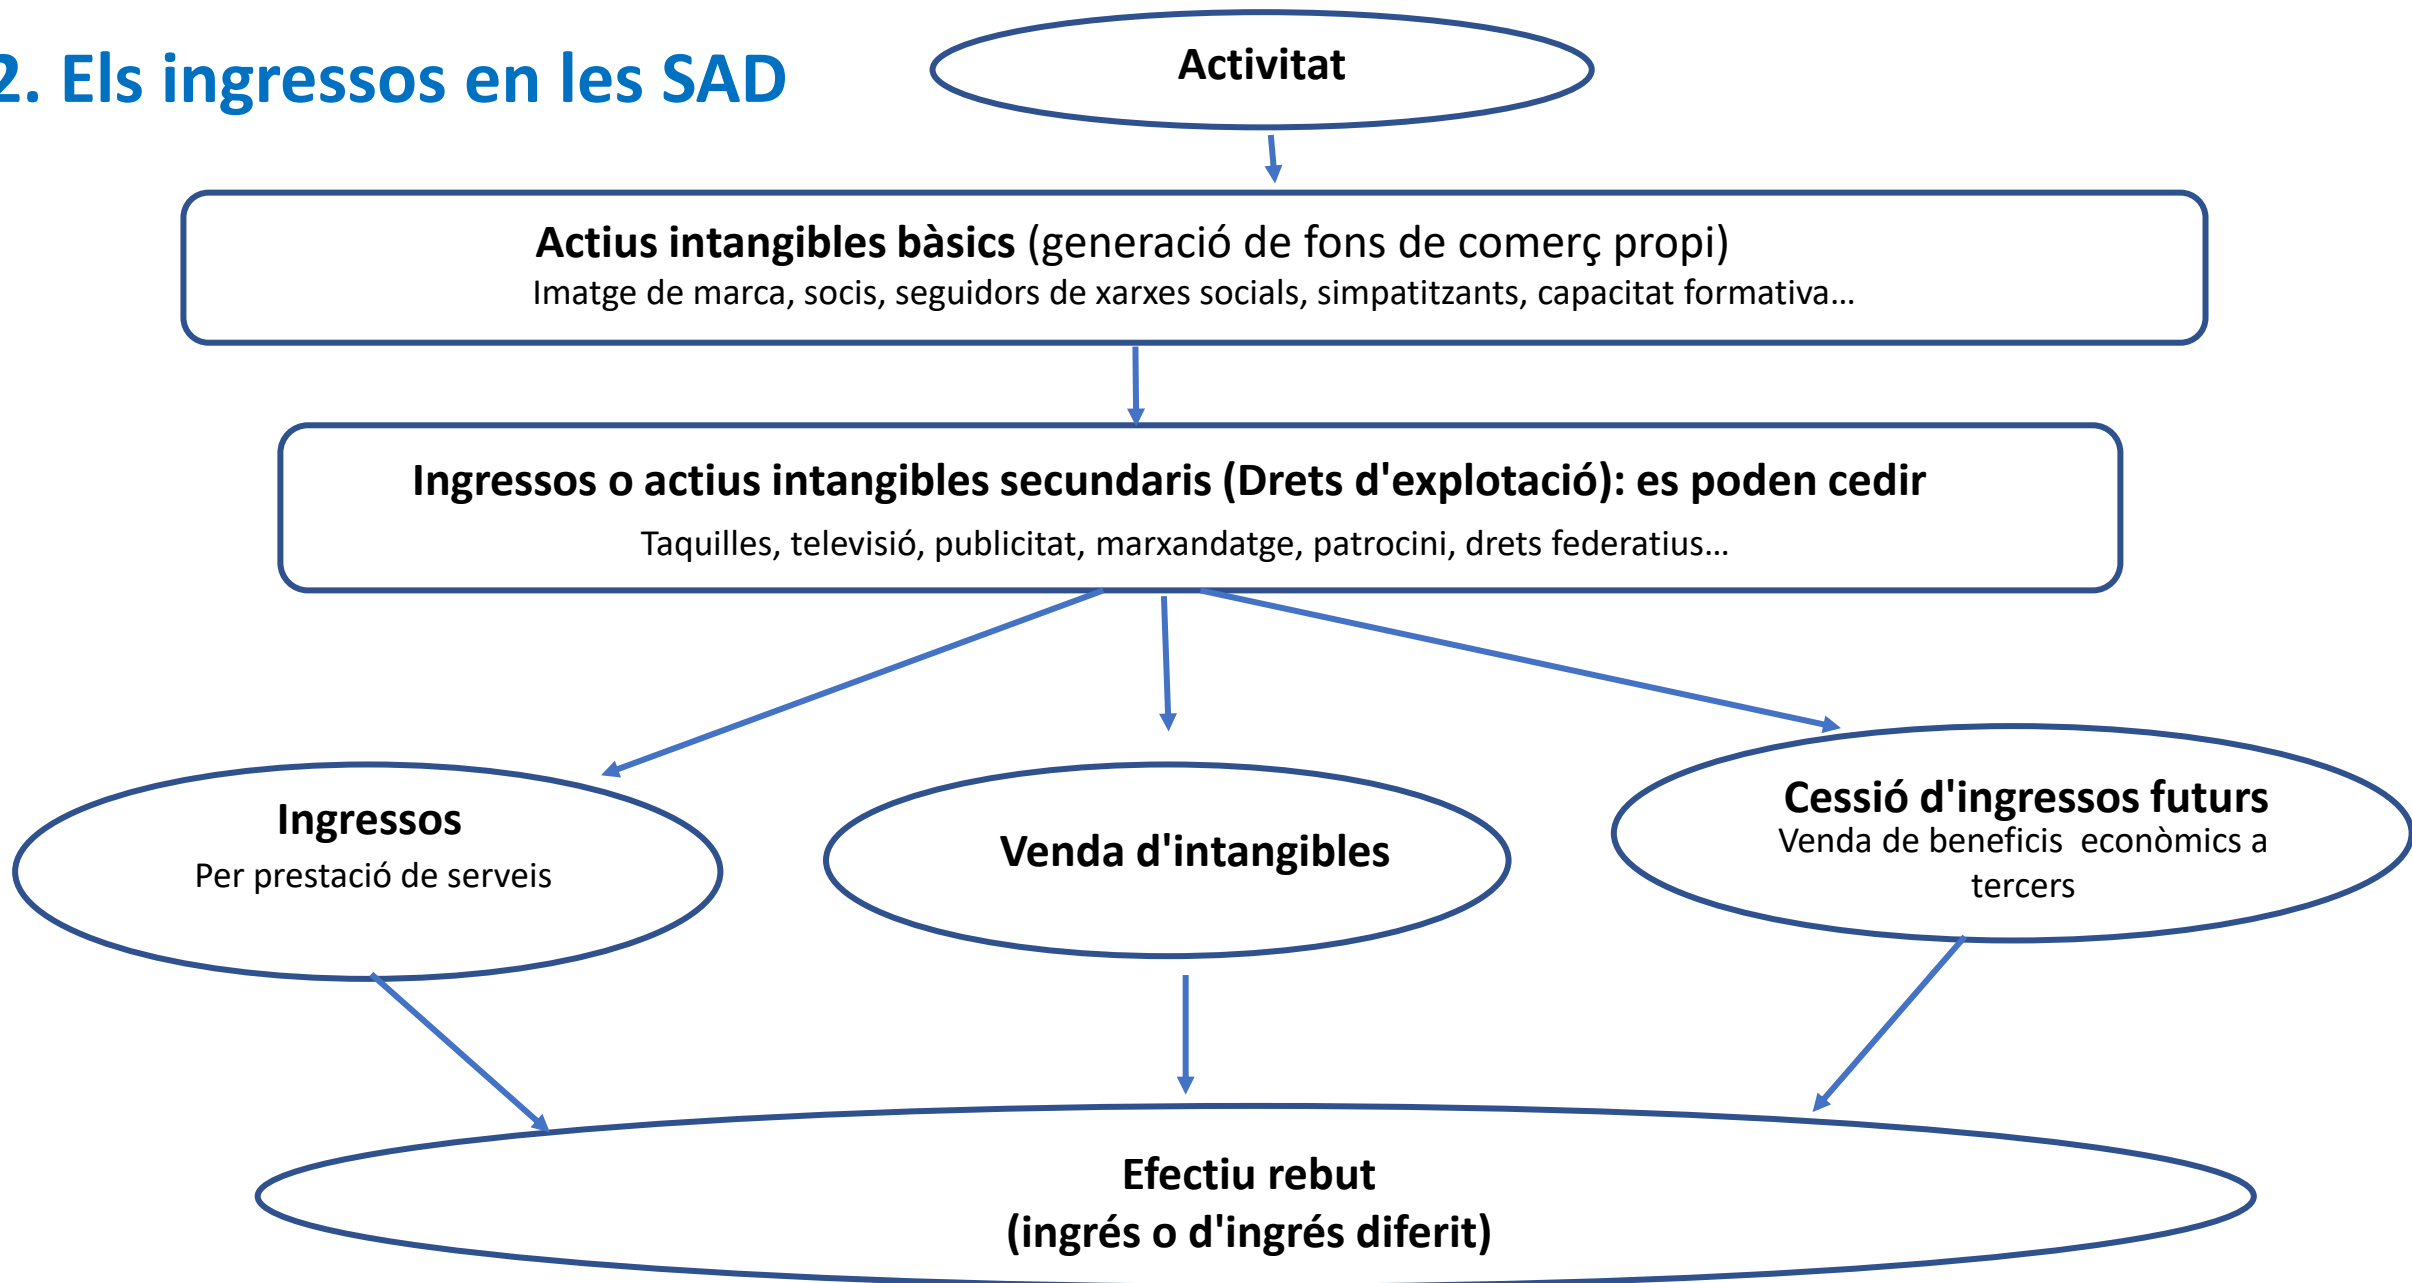 2. Els ingressos en les SAD
Activitat
Actius intangibles bàsics (generació de fons de comerç propi)
Imatge de marca, socis, seguidors de xarxes socials, simpatitzants, capacitat formativa…
Ingressos o actius intangibles secundaris (Drets d'explotació): es poden cedir
Taquilles, televisió, publicitat, marxandatge, patrocini, drets federatius…
Ingressos
Per prestació de serveis
Venda d'intangibles
Cessió d'ingressos futurs
Venda de beneficis  econòmics a
tercers
Efectiu rebut
(ingrés o d'ingrés diferit)